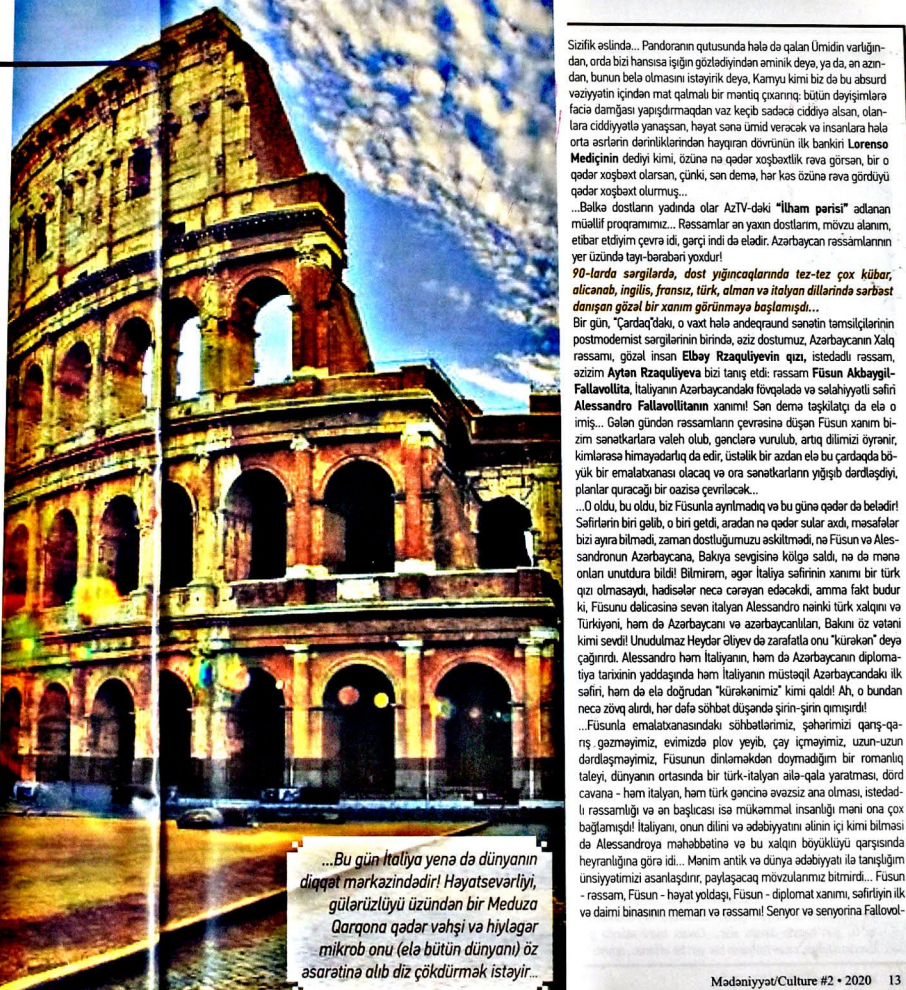 Sizifik əslində... Pandoranın qutusunda hələ də qalan Ümidin varlığın-
dan, orda bizi hansısa işığın gözlədiyindən əminik deyə, ya da, ən azın-
dan, bunun belə olmasını istəyirik deyə, Kamyu kimi biz də bu absurd
vəziyyətin içindən mat qalmalı bir məntiq çıxarırıq: bütün dəyişimlərə
faciə damğası yapışdırmaqdan vaz keçib sadəcə ciddiyə alsan, olan-
lara ciddiyyətlə yanaşsan, həyat sənə ümid verəcək və insanlara hələ
orta əsrlərin dərinliklərindən hayqıran dövrünün ilk bankiri Lorenso
Mediçinin dediyi kimi, özünə nə qədər xoşbəxtlik rəva görsən, bir o
qədər xoşbəxt olarsan, çünki, sən demə, hər kəs özünə rəva gördüyü
qədər xoşbəxt olurmuş...
...Bəlkə dostların yadında olar AzTV-dəki "İlham pərisi" adlanan
müəllif proqramımız... Rəssamlar ən yaxın dostlarım, mövzu alanım,
etibar etdiyim çevrə idi, gərçi indi də elədir. Azərbaycan rəssamlarının
yer üzündə tayı-bərabəri yoxdur!
90-larda sərgilərdə, dost yığıncaqlarında tez-tez çox kübar,
alicənab, ingilis, fransız, türk, alman və italyan dillərində sərbəst
danışan gözəl bir xanım görünməyə başlamışdı...
Bir gün, "Çardaq"dakı, o vaxt hələ andeqraund sənətin təmsilçilərinin
postmodernist sərgilərinin birində, əziz dostumuz, Azərbaycanın Xalq
rəssamı, gözəl insan Elbəy Rzaquliyevin qızı, istedadlı rəssam,
əzizim Aytən Rzaquliyeva bizi tanış etdi: rəssam Füsun Akbaygil-
Fallavollita, İtaliyanın Azərbaycandakı fövqəladə və səlahiyyətli səfiri
Alessandro Fallavollitanın xanımı! Sən demə təşkilatçı da elə o
imiş... Gələn gündən rəssamların çevrəsinə düşən Füsun xanım bi-
zim sənətkarlara valeh olub, gənclərə vurulub, artıq dilimizi öyrənir,
kimlərəsə himayədarlıq da edir, üstəlik bir azdan elə bu çardaqda bö-
yük bir emalatxanası olacaq və ora sənətkarların yığışıb dərdləşdiyi,
planlar quracağı bir oazisə çevriləcək...
...O oldu, bu oldu, biz Füsunla ayrılmadıq və bu günə qədər də belədir!
Səfirlərin biri gəlib, o biri getdi, aradan nə qədər sular axdı, məsafələr
bizi ayıra bilmədi, zaman dostluğumuzu əskiltmədi, nə Füsun və Ales-
sandronun Azərbaycana, Bakıya sevgisinə kölgə saldı, nə də mənə
onları unutdura bildi! Bilmirəm, əgər İtaliya səfirinin xanımı bir türk
qızı olmasaydı, hadisələr necə cərəyan edəcəkdi, amma fakt budur
ki, Füsunu dəlicəsinə sevən italyan Alessandro nəinki türk xalqını və
Türkiyəni, həm də Azərbaycanı və azərbaycanlıları, Bakını öz vətəni
kimi sevdi! Unudulmaz Heydər Əliyev də zarafatla onu "kürəkən" deyə
çağırırdı. Alessandro həm İtaliyanın, həm də Azərbaycanın diploma-
tiya tarixinin yaddaşında həm İtaliyanın müstəqil Azərbaycandakı ilk
səfiri, həm də elə doğrudan "kürəkənimiz" kimi qaldı! Ah, o bundan
necə zövq alırdı, hər dəfə söhbət düşəndə şirin-şirin qımışırdı!
...Füsunla emalatxanasındakı söhbətlərimiz, şəhərimizi qarış-qa-
rış gəzməyimiz, evimizdə plov yeyib, çay içməyimiz, uzun-uzun
dərdləşməyimiz, Füsunun dinləməkdən doymadığım bir romanlıq
taleyi, dünyanın ortasında bir türk-italyan ailə-qala yaratması, dörd
cavana - həm italyan, həm türk gəncinə əvəzsiz ana olması, istedad-
lı rəssamlığı və ən başlıcası isə mükəmməl insanlığı məni ona çox
bağlamışdı! İtaliyanı, onun dilini və ədəbiyyatını əlinin içi kimi bilməsi
də Alessandroya məhəbbətinə və bu xalqın böyüklüyü qarşısında
heyranlığına görə idi... Mənim antik və dünya ədəbiyyatı ilə tanışlığım
ünsiyyətimizi asanlaşdırır, paylaşacaq mövzularımız bitmirdi... Füsun
- rəssam, Füsun - həyat yoldaşı, Füsun - diplomat xanımı, səfirliyin ilk
və daimi binasının memarı və rəssamı! Senyor və senyorina Fallovol-
...Bu gün İtaliya yenə də dünyanın
diqqət mərkəzindədir! Həyatsevərliyi,
gülərüzlüyü üzündən bir Meduza
Qarqona qədər vəhşi və hiyləgər
mikrob onu (elə bütün dünyanı) öz
əsarətinə alıb diz çökdürmək istəyir...
Mədəniyyət/Culture #2 • 2020 13